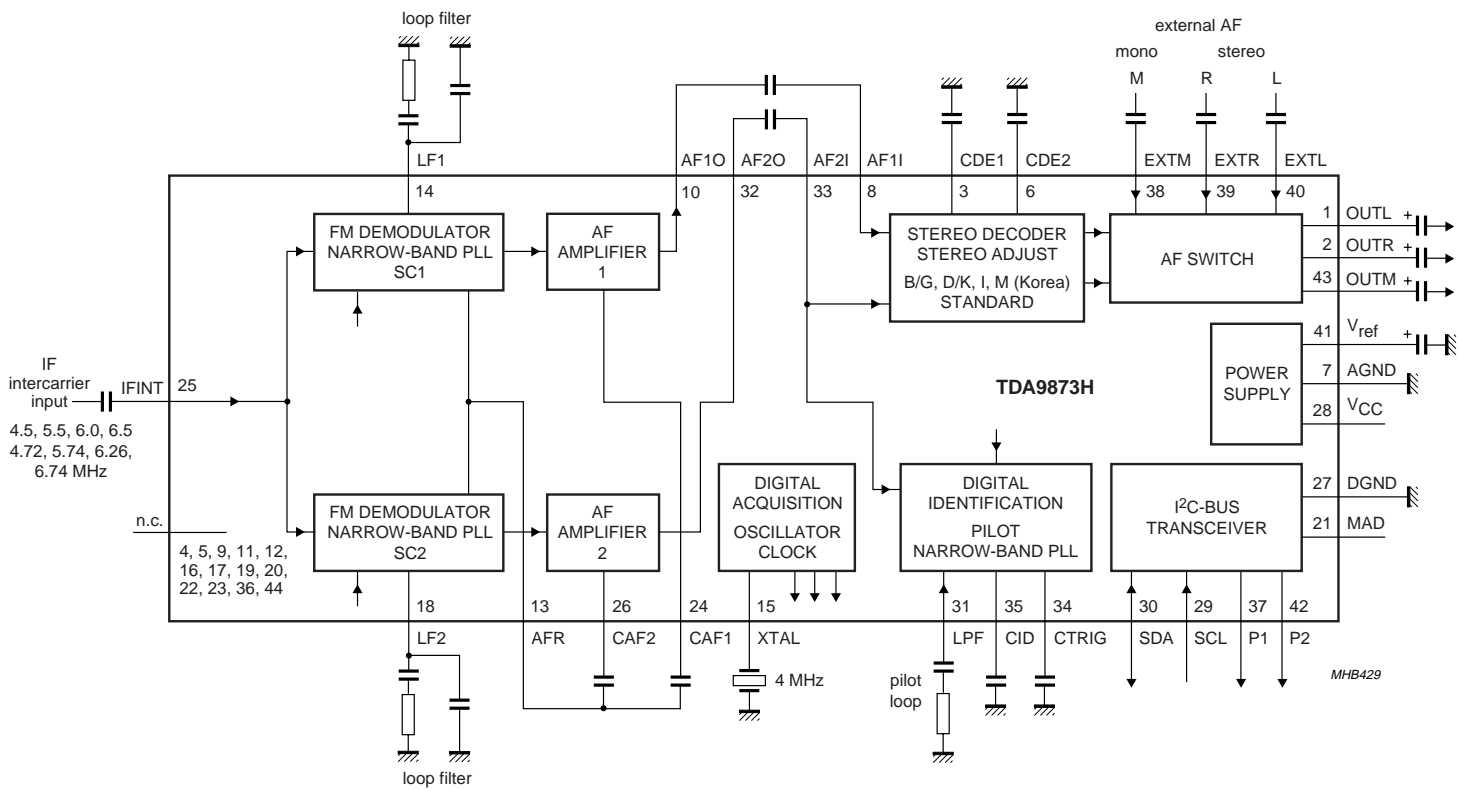 loop filter
external AF
mono stereo
M R L
LF1 AF1O AF2O AF2I AF1I CDE1 CDE2 EXTM EXTR EXTL
14 10 32 33 8 3 6 38 39 40
FM DEMODULATOR
NARROW-BAND PLL
SC1
AF
AMPLIFIER
1
STEREO DECODER
STEREO ADJUST
B/G, D/K, I, M (Korea)
STANDARD
AF SWITCH
1 OUTL +
2 OUTR +
43 OUTM +
41 Vref +
7 AGND
28 VCC
POWER
SUPPLY
TDA9873H
IF
intercarrier
input
IFINT 25
4.5, 5.5, 6.0, 6.5
4.72, 5.74, 6.26,
6.74 MHz
n.c.
4, 5, 9, 11, 12,
16, 17, 19, 20,
22, 23, 36, 44
FM DEMODULATOR
NARROW-BAND PLL
SC2
AF
AMPLIFIER
2
DIGITAL
ACQUISITION
OSCILLATOR
CLOCK
DIGITAL
IDENTIFICATION
PILOT
NARROW-BAND PLL
I2C-BUS
TRANSCEIVER
27 DGND
21 MAD
18 13 26 24 15 31 35 34 30 29 37 42
LF2 AFR CAF2 CAF1 XTAL LPF CID CTRIG SDA SCL P1 P2
4 MHz
pilot
loop
MHB429
loop filter